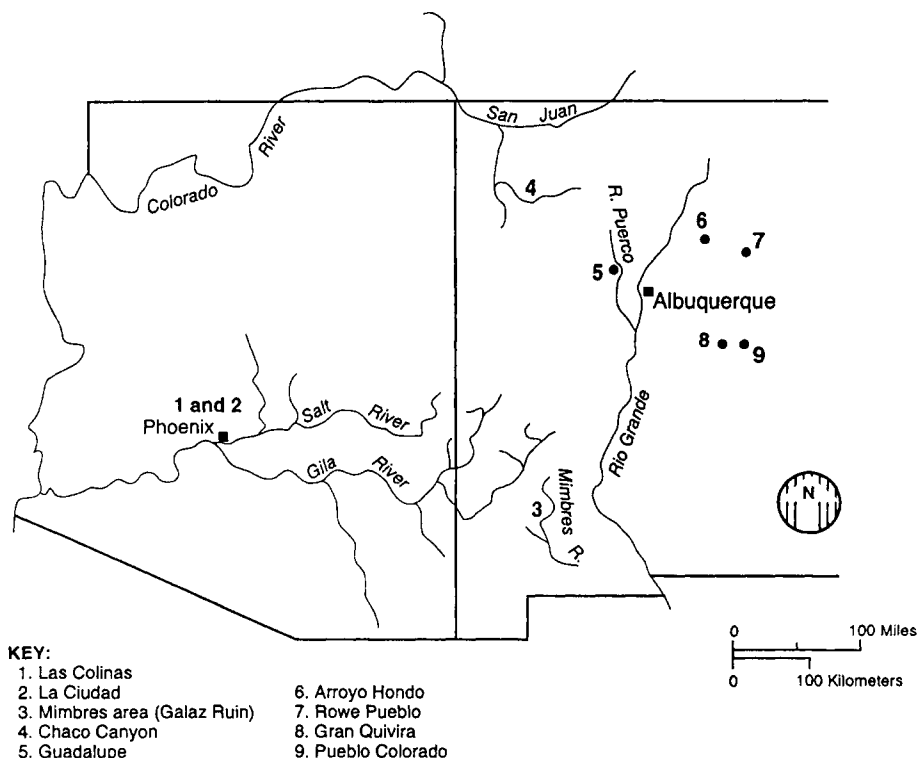 San Juan
Colorado River
4
R. Puerco
6
7
5
Albuquerque
8
9
1 and 2
Phoenix
Salt River
Gila River
Rio Grande
3
Mimbres R.
N
0 100 Miles
0 100 Kilometers
KEY:
1. Las Colinas
2. La Ciudad
3. Mimbres area (Galaz Ruin)
4. Chaco Canyon
5. Guadalupe
6. Arroyo Hondo
7. Rowe Pueblo
8. Gran Quivira
9. Pueblo Colorado